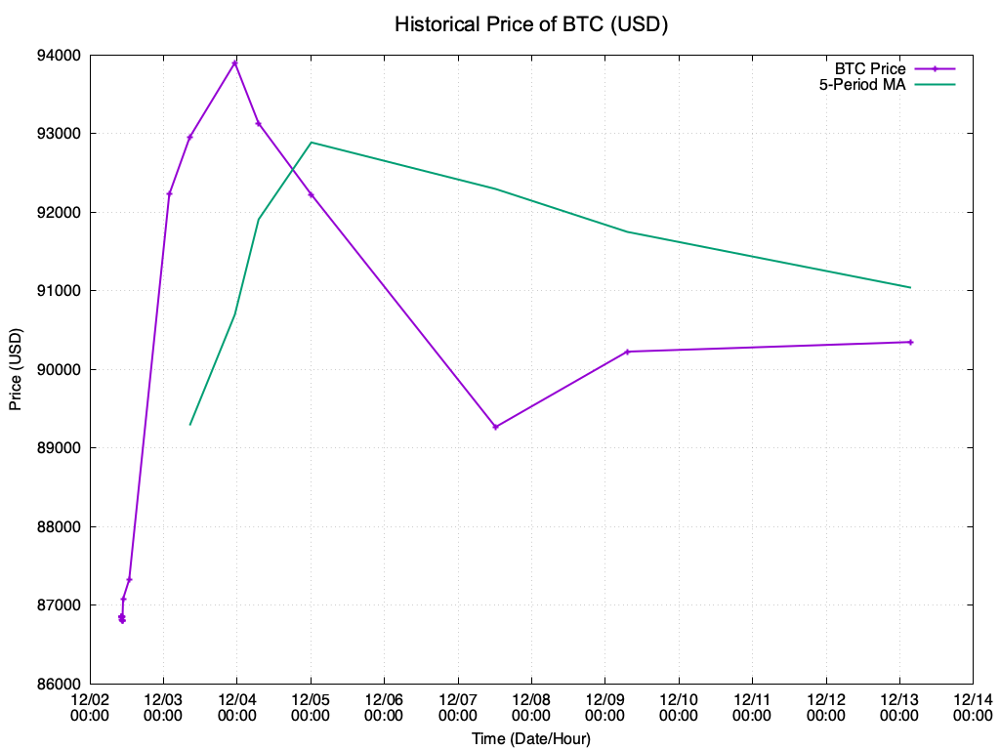 Historical Price of BTC (USD)
BTC Price
5-Period MA
94000
93000
92000
91000
90000
89000
88000
87000
86000
Price (USD)
12/02 12/03 12/04 12/05 12/06 12/07 12/08 12/09 12/10 12/11 12/12 12/13 12/14
00:00 00:00 00:00 00:00 00:00 00:00 00:00 00:00 00:00 00:00 00:00 00:00 00:00
Time (Date/Hour)